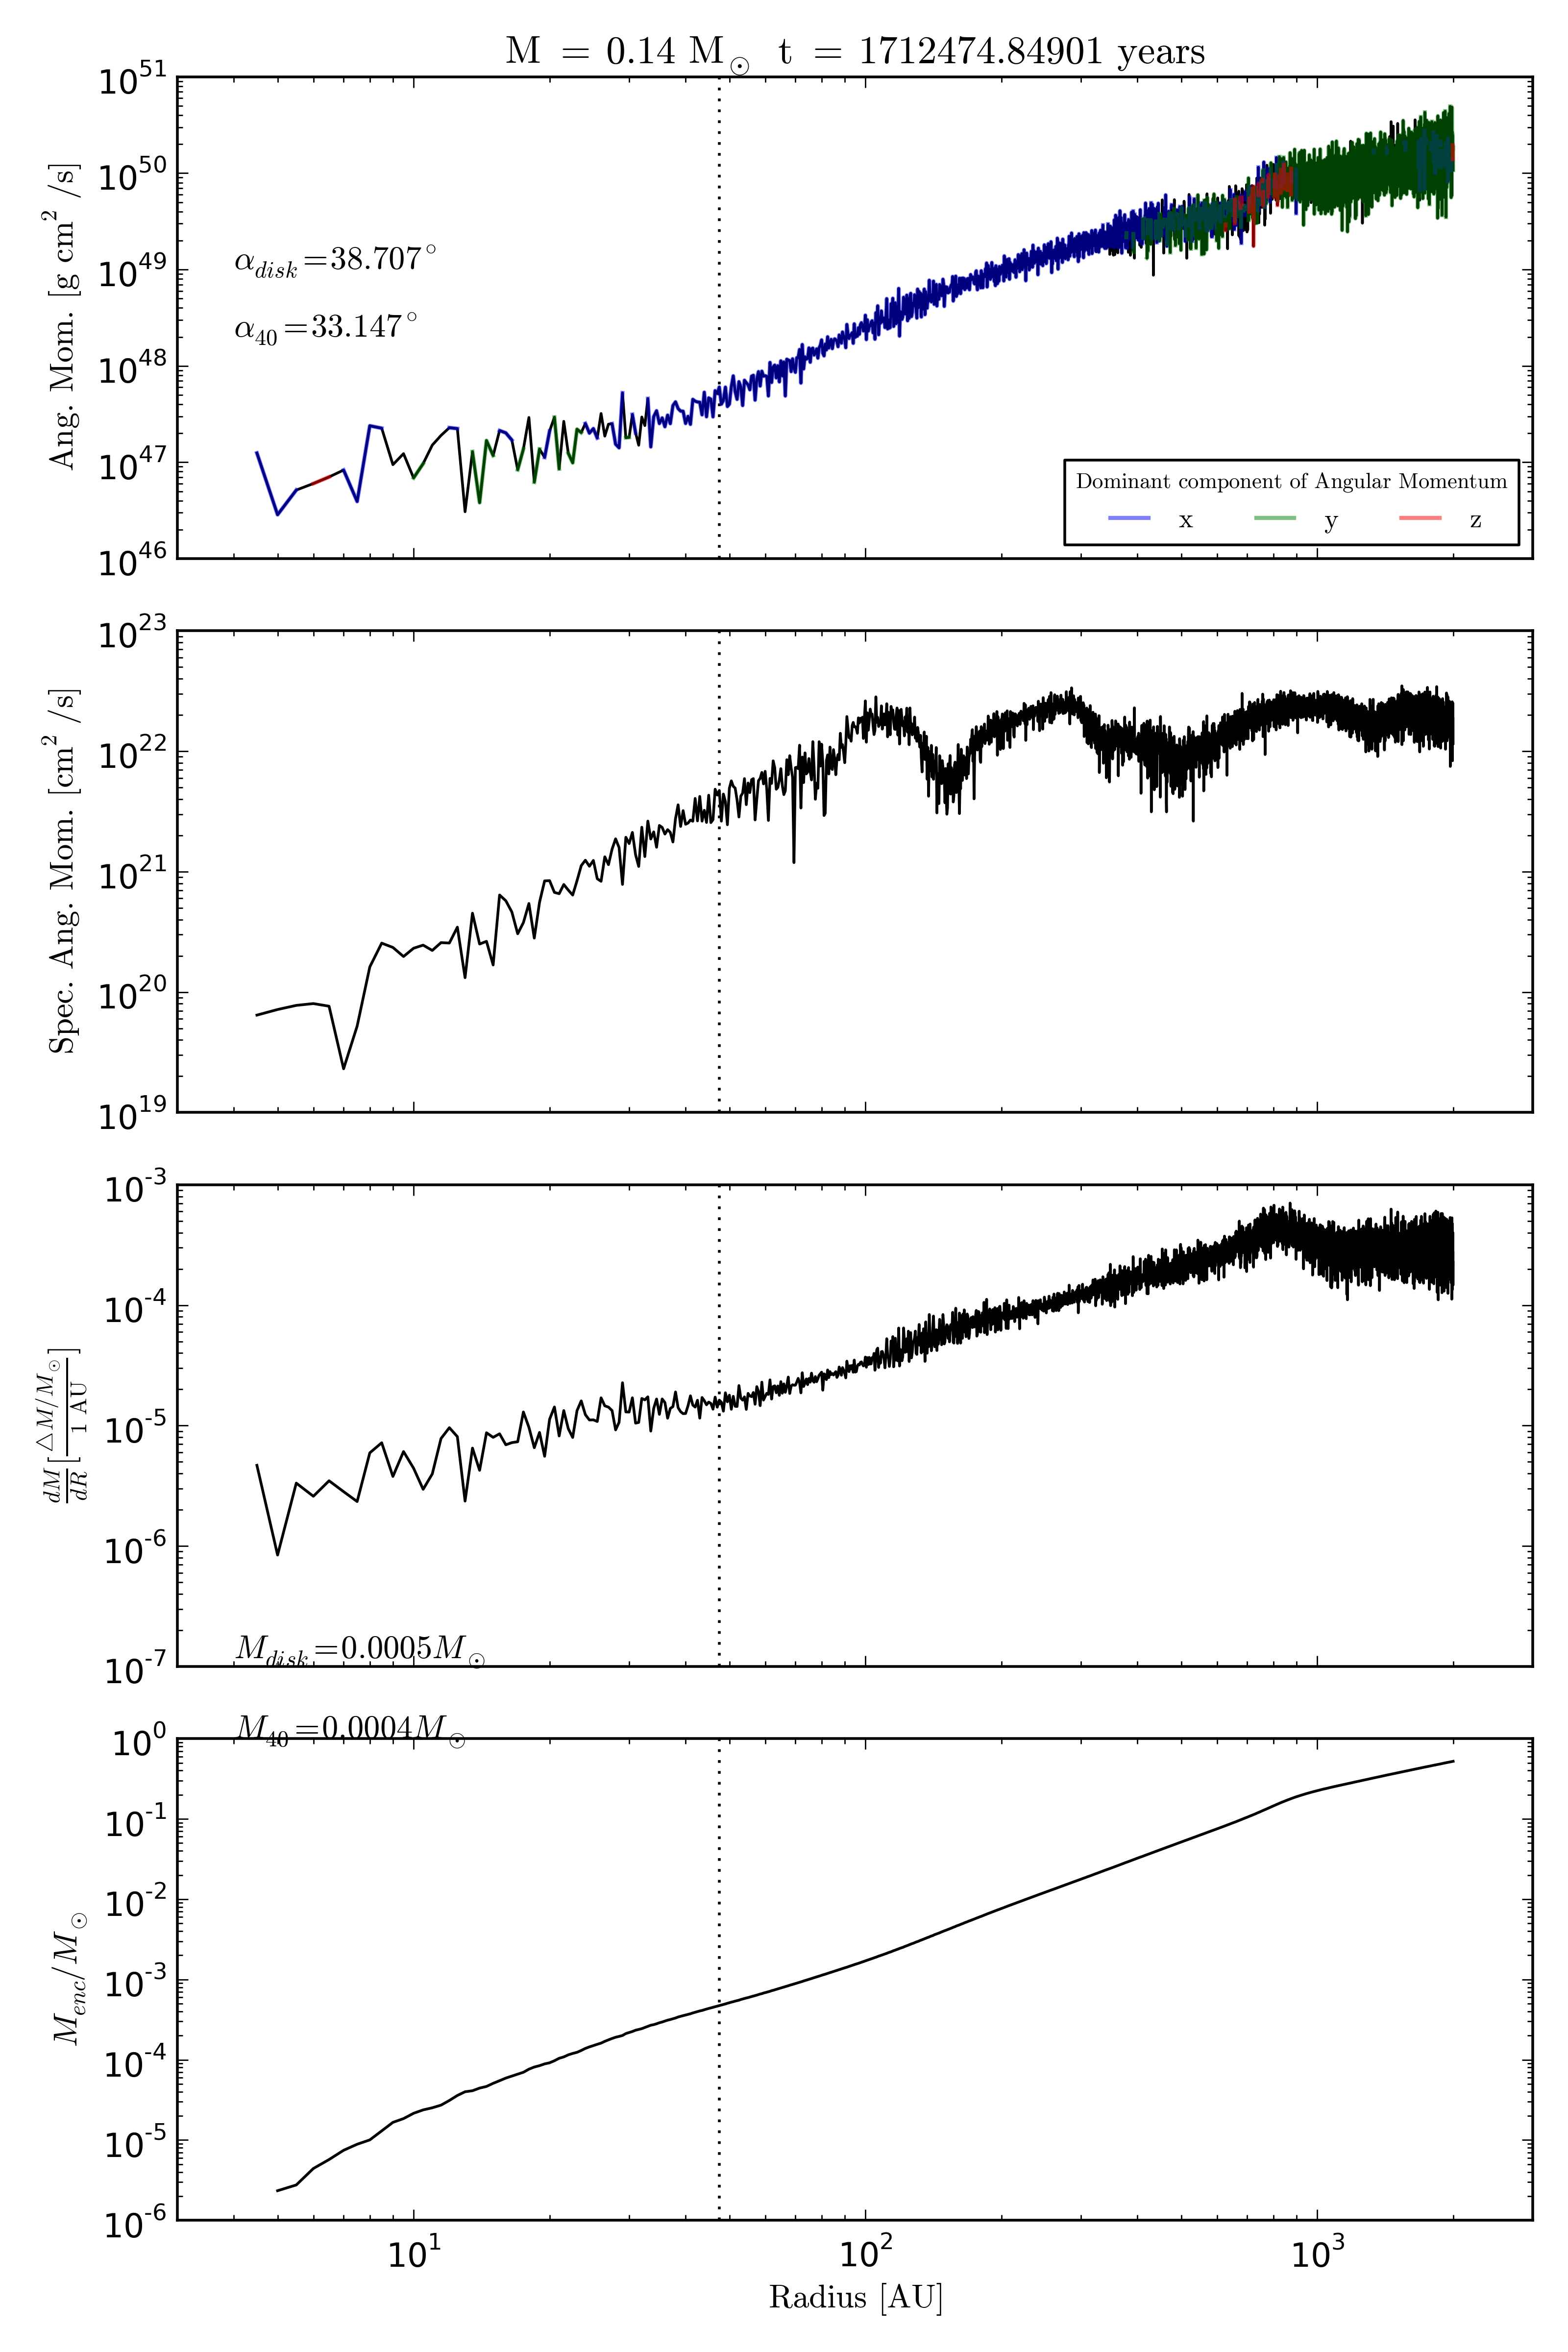 M = 0.14 M⊙ t = 1712474.84901 years
10^51
10^50
10^49
10^48
10^47
10^46
Ang. Mom. [g cm^2 /s]
α_disk=38.707°
α_40=33.147°
Dominant component of Angular Momentum
x y z
10^23
10^22
10^21
10^20
10^19
Spec. Ang. Mom. [cm^2 /s]
10^-3
10^-4
10^-5
10^-6
10^-7
dM/dR [△M/M⊙ / 1 AU]
M_disk=0.0005M⊙
M_40=0.0004M⊙
10^0
10^-1
10^-2
10^-3
10^-4
10^-5
10^-6
M_enc/M⊙
10^1 10^2 10^3
Radius [AU]